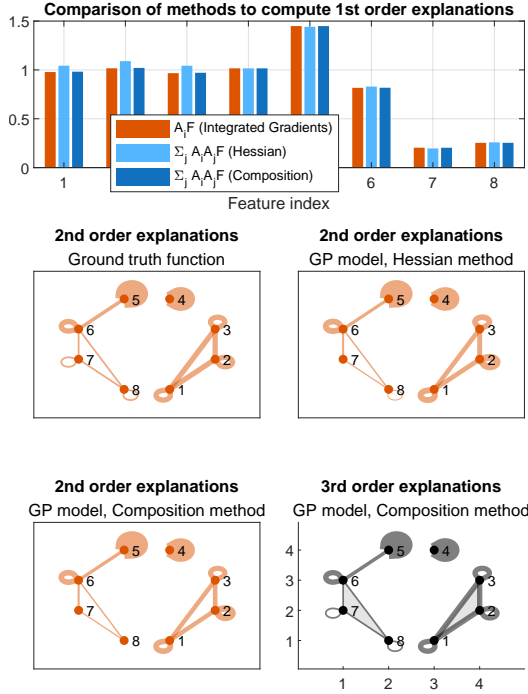 Comparison of methods to compute 1st order explanations
1.5
1
0.5
0
A_iF (Integrated Gradients)
Σ_j A_iA_jF (Hessian)
Σ_j A_iA_jF (Composition)
1 6 7 8
Feature index
2nd order explanations
Ground truth function
5 4
6 3
7 2
8 1
2nd order explanations
GP model, Hessian method
5 4
6 3
7 2
8 1
2nd order explanations
GP model, Composition method
5 4
6 3
7 2
8 1
3rd order explanations
GP model, Composition method
4
3
2
1
5 4
6 3
7 2
8 1
1 2 3 4